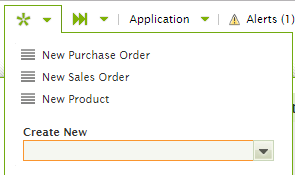 Application Alerts (1)
New Purchase Order
New Sales Order
New Product
Create New